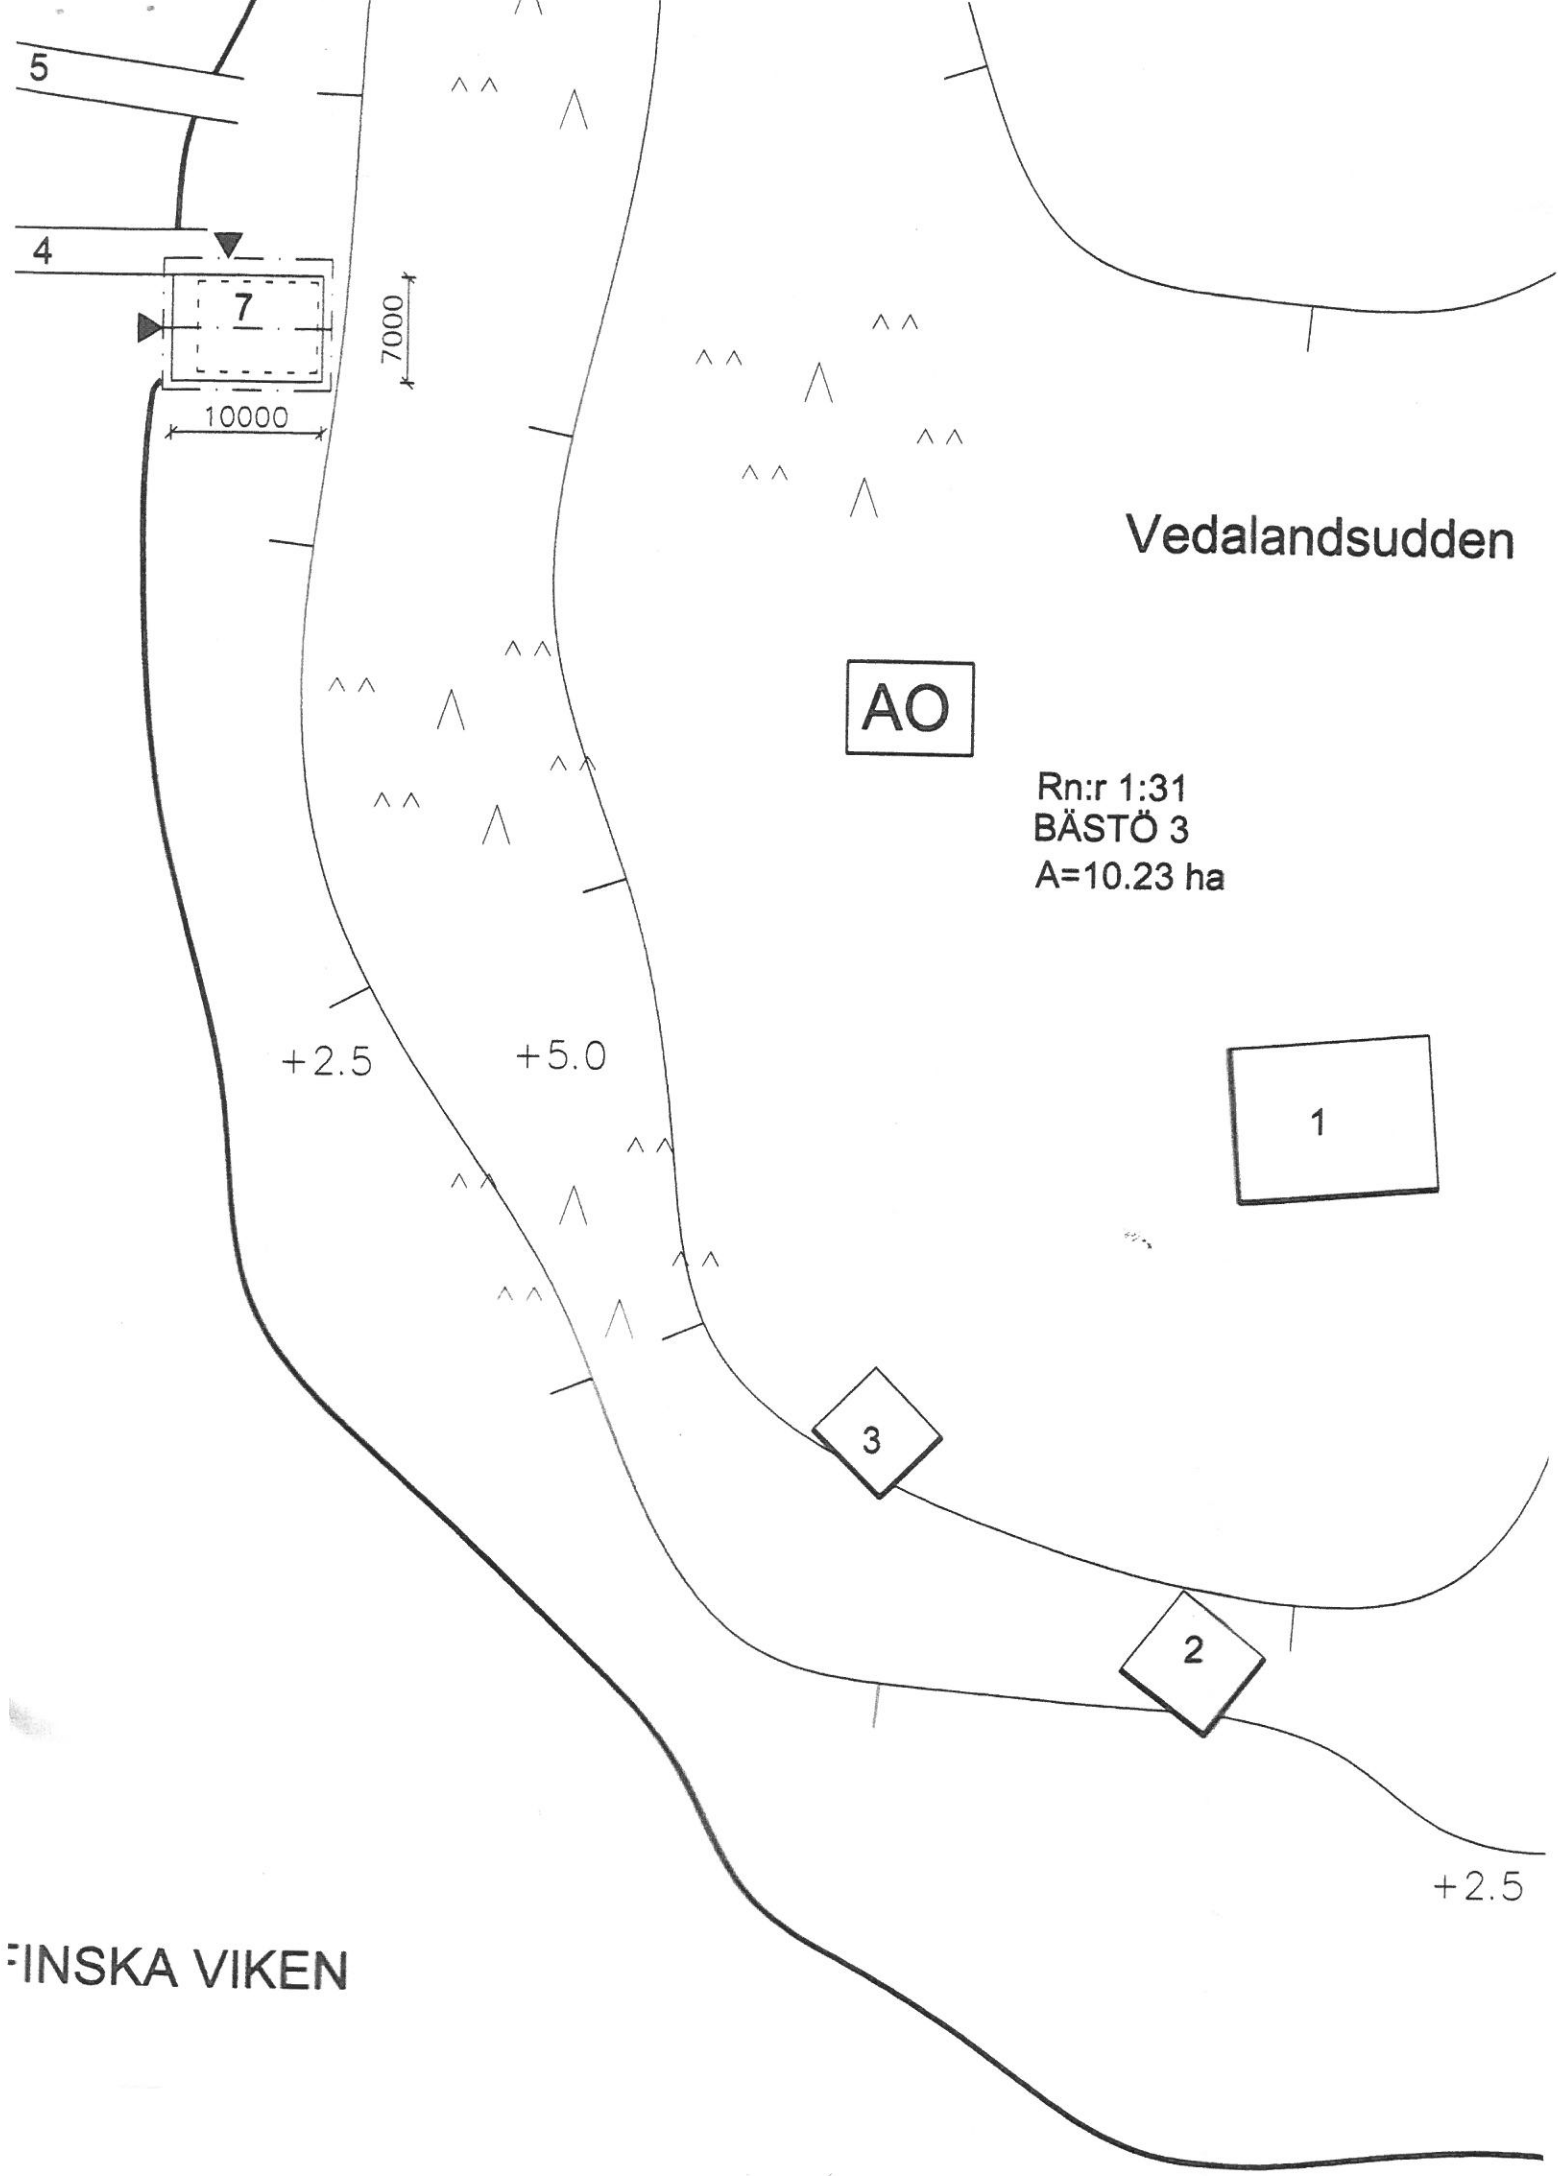 5
4
7
7000
10000
Vedalandsudden
AO
Rn:r 1:31
BÄSTÖ 3
A=10.23 ha
+2.5
+5.0
1
3
2
+2.5
FINSKA VIKEN